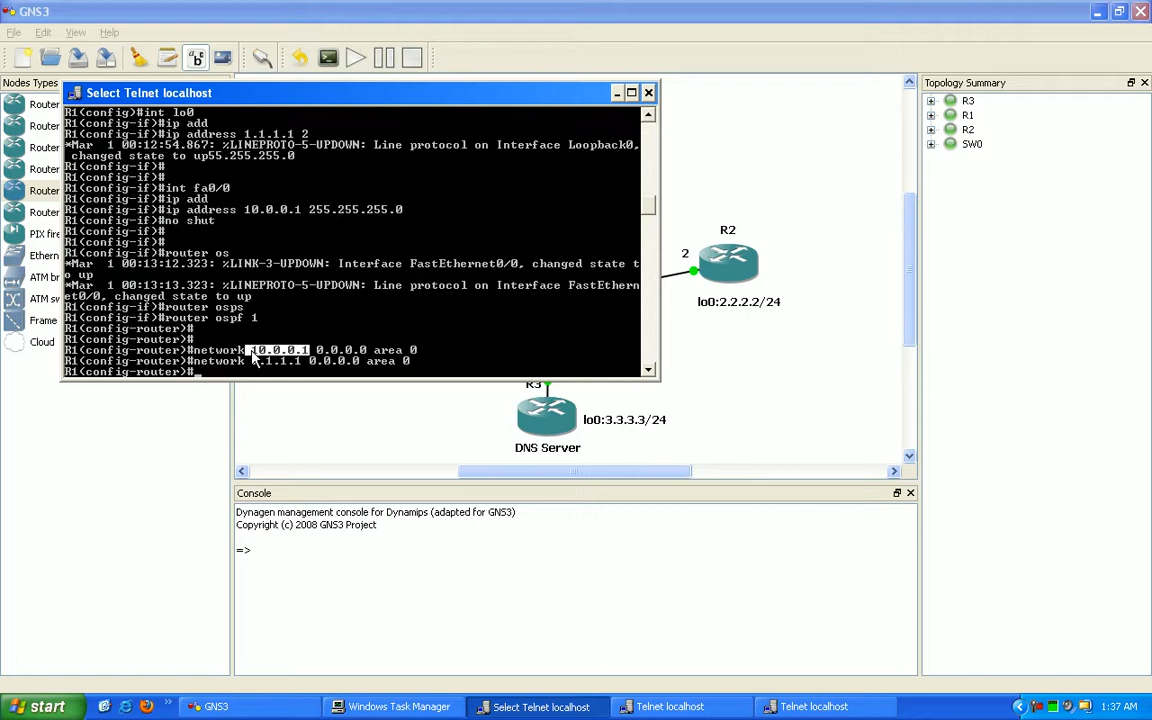 GNS3
File Edit View Help
Nodes Types
Router
Router
Router
Router
Router
Router
PIX fire
Ethern
ATM br
ATM sw
Frame
Cloud
Select Telnet localhost
R1(config)#int lo0
R1(config-if)#ip add
R1(config-if)#ip address 1.1.1.1 2
*Mar  1 00:12:54.867: %LINEPROTO-5-UPDOWN: Line protocol on Interface Loopback0,
changed state to up55.255.255.0
R1(config-if)#
R1(config-if)#
R1(config-if)#int fa0/0
R1(config-if)#ip add
R1(config-if)#ip address 10.0.0.1 255.255.255.0
R1(config-if)#no shut
R1(config-if)#
R1(config-if)#
R1(config-if)#router os
*Mar  1 00:13:12.323: %LINK-3-UPDOWN: Interface FastEthernet0/0, changed state t
o up
*Mar  1 00:13:13.323: %LINEPROTO-5-UPDOWN: Line protocol on Interface FastEthern
et0/0, changed state to up
R1(config-if)#router osps
R1(config-if)#router ospf 1
R1(config-router)#
R1(config-router)#
R1(config-router)#network 10.0.0.1 0.0.0.0 area 0
R1(config-router)#network .1.1.1 0.0.0.0 area 0
R1(config-router)#
R2
2
lo0:2.2.2.2/24
R3
lo0:3.3.3.3/24
DNS Server
Topology Summary
R3
R1
R2
SW0
Console
Dynagen management console for Dynamips (adapted for GNS3)
Copyright (c) 2008 GNS3 Project
=>
start
GNS3
Windows Task Manager
Select Telnet localhost
Telnet localhost
Telnet localhost
1:37 AM